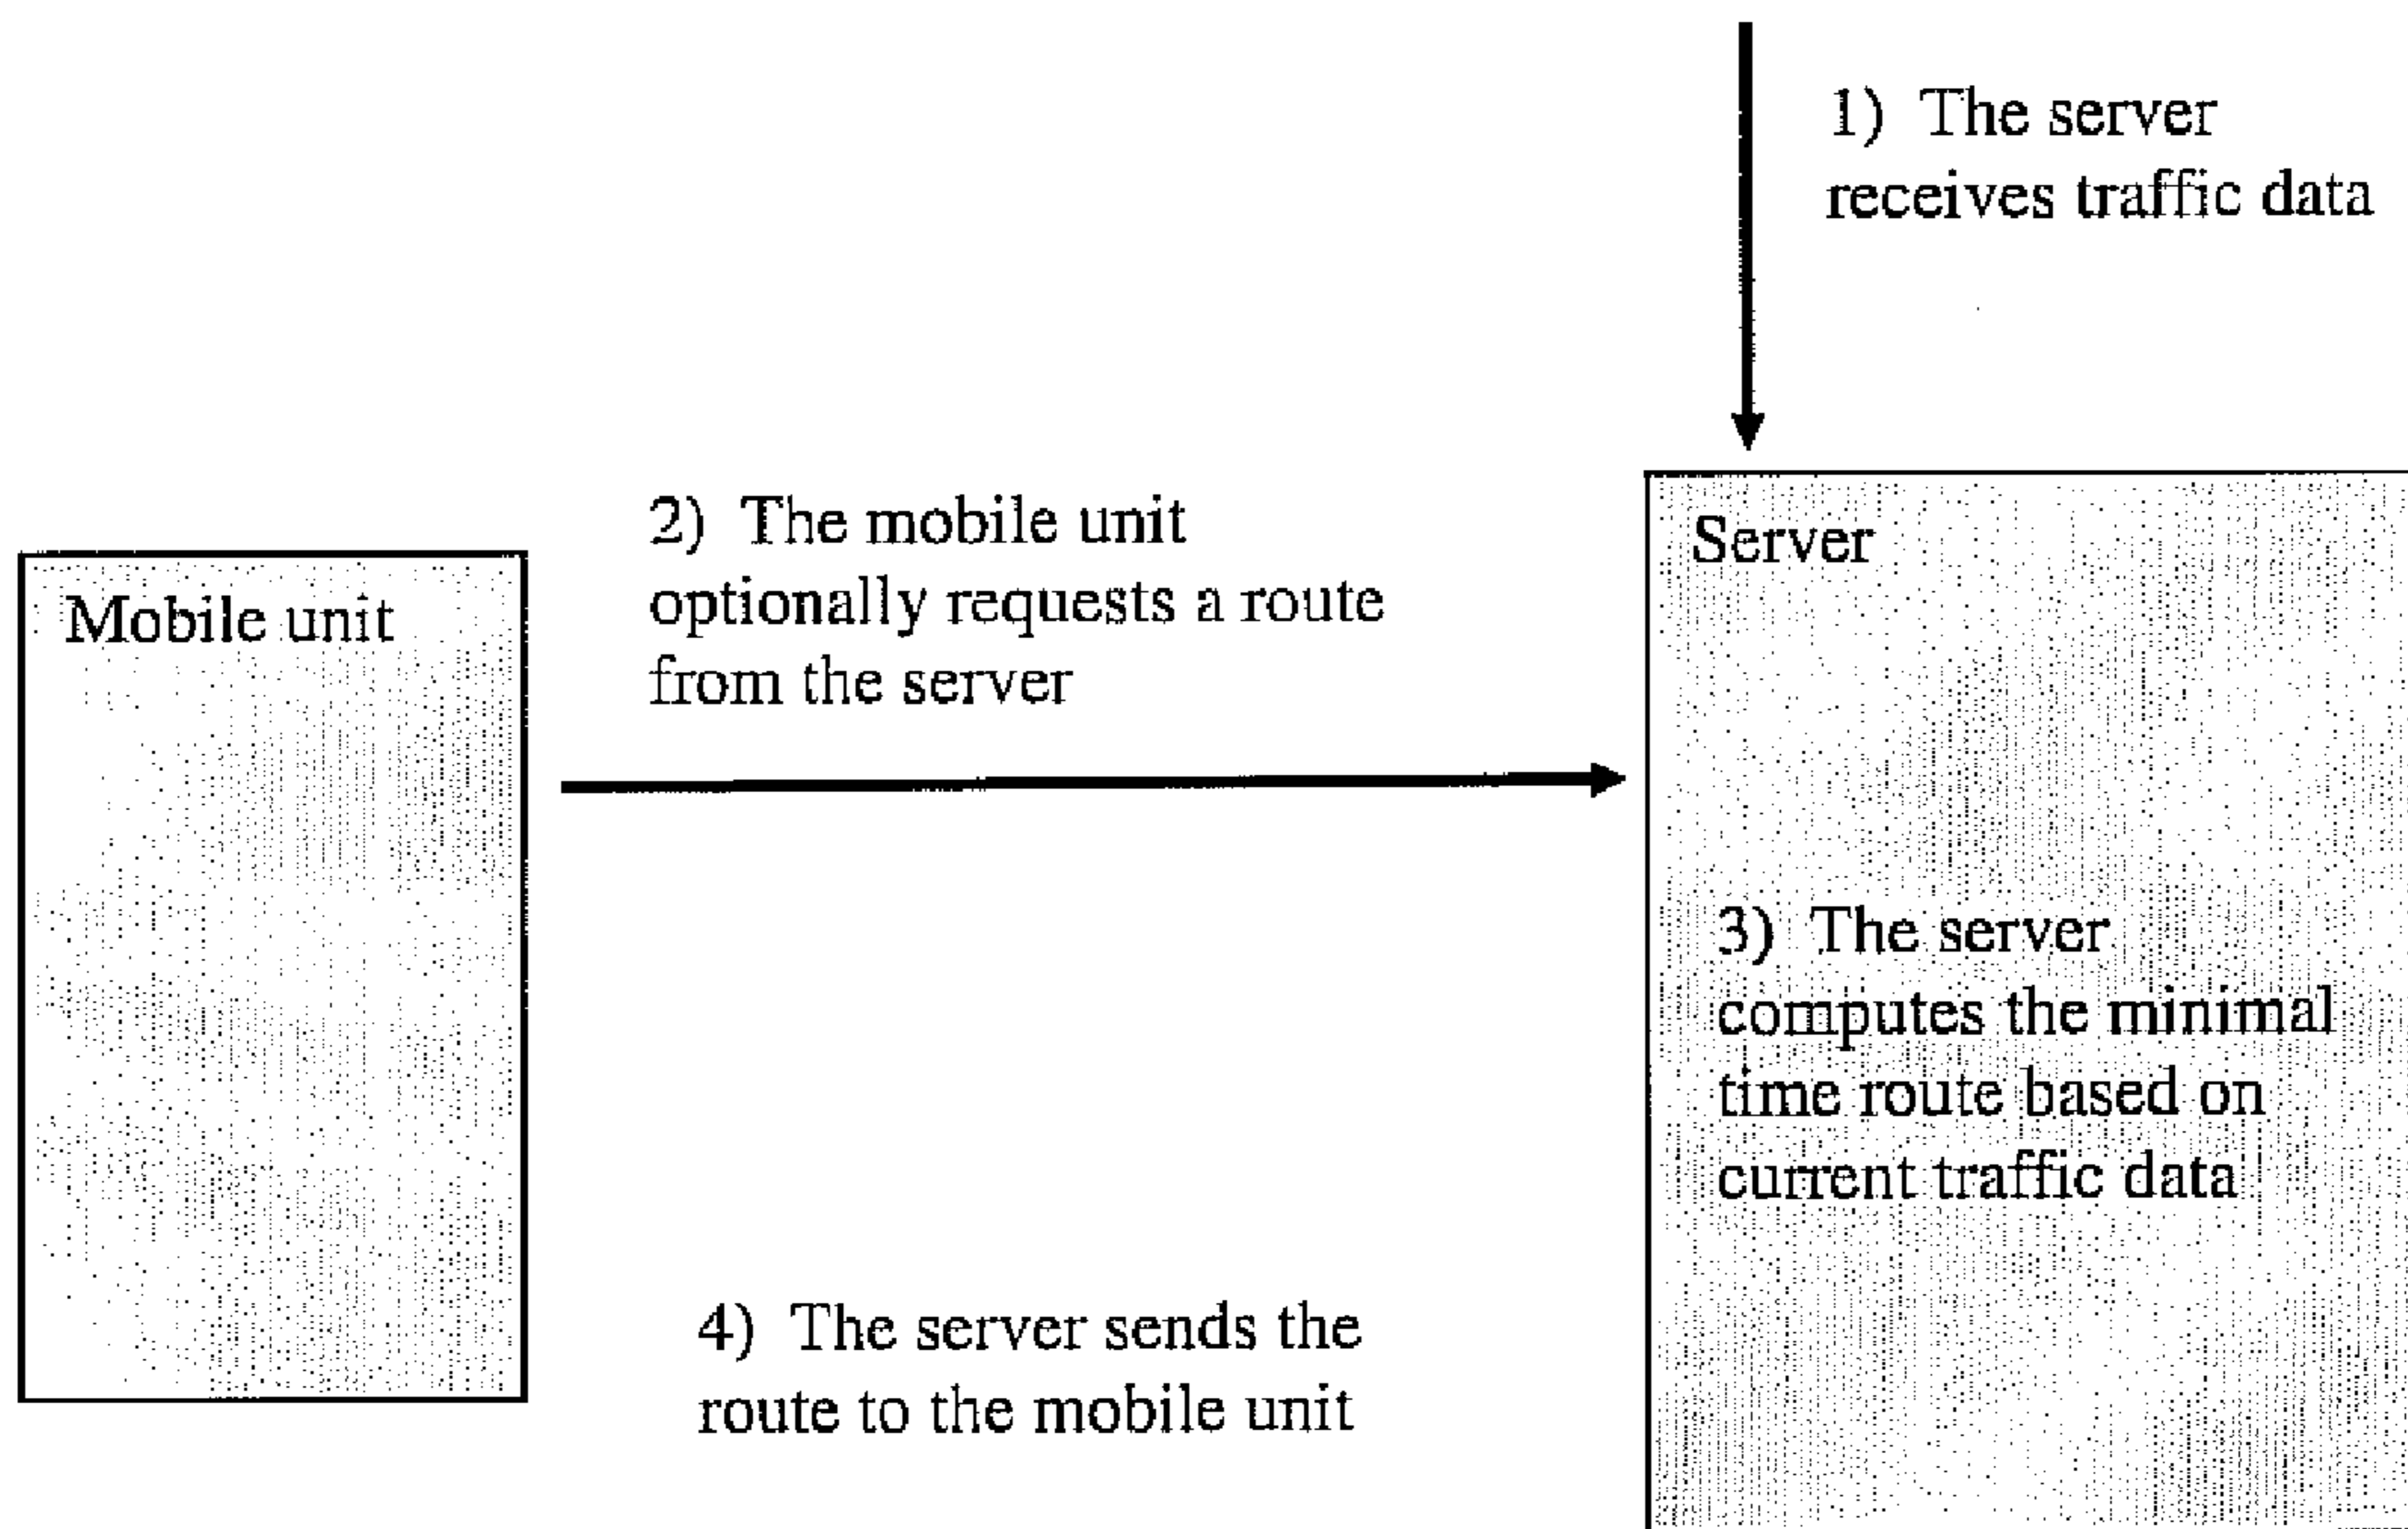 1) The server
receives traffic data
Mobile unit
2) The mobile unit
optionally requests a route
from the server
Server
3) The server
computes the minimal
time route based on
current traffic data
4) The server sends the
route to the mobile unit